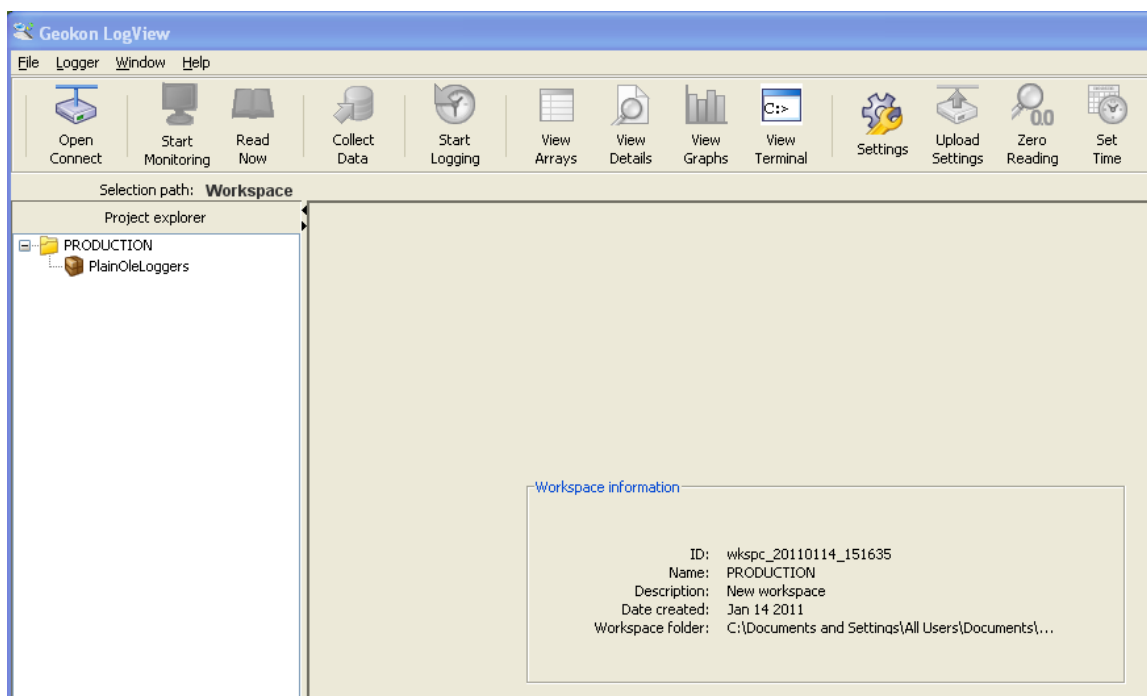 Geokon LogView
File Logger Window Help
C:>
0.0
Open Start Read Collect Start View View View View Settings Upload Zero Set
Connect Monitoring Now Data Logging Arrays Details Graphs Terminal Settings Reading Time
Selection path: Workspace
Project explorer
PRODUCTION
PlainOleLoggers
Workspace information
ID: wkspc_20110114_151635
Name: PRODUCTION
Description: New workspace
Date created: Jan 14 2011
Workspace folder: C:\Documents and Settings\All Users\Documents\...